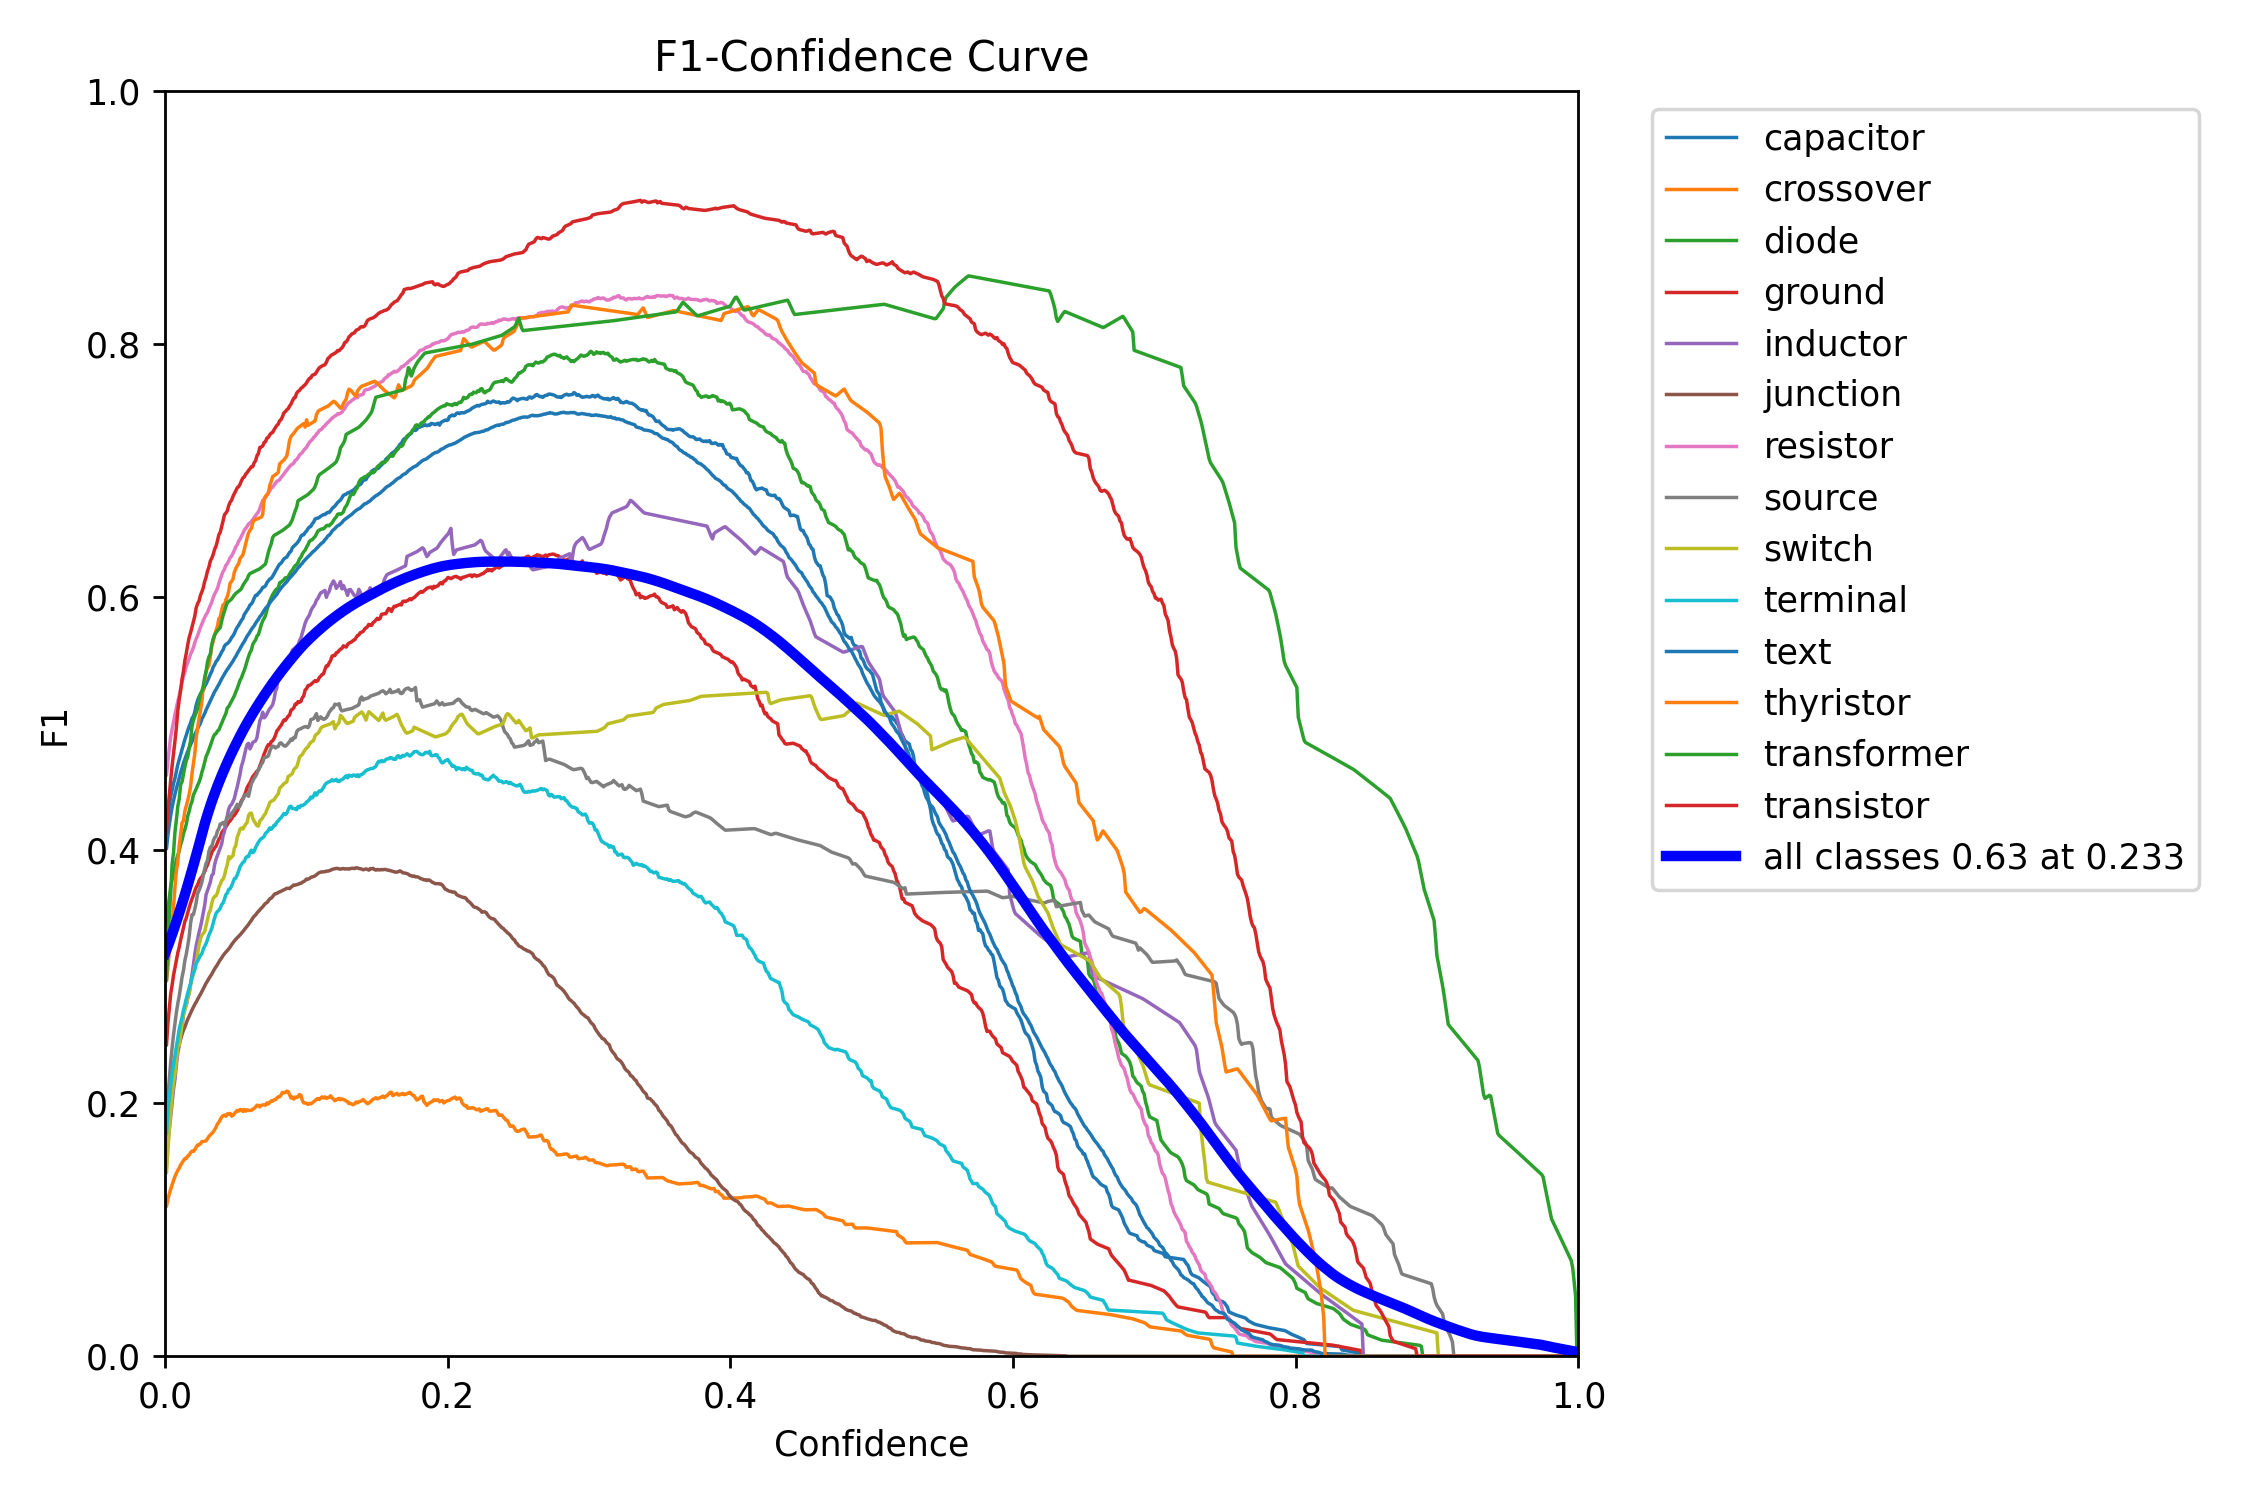 F1-Confidence Curve
1.0
0.8
0.6
0.4
0.2
0.0
F1
0.0 0.2 0.4 0.6 0.8 1.0
Confidence
capacitor
crossover
diode
ground
inductor
junction
resistor
source
switch
terminal
text
thyristor
transformer
transistor
all classes 0.63 at 0.233